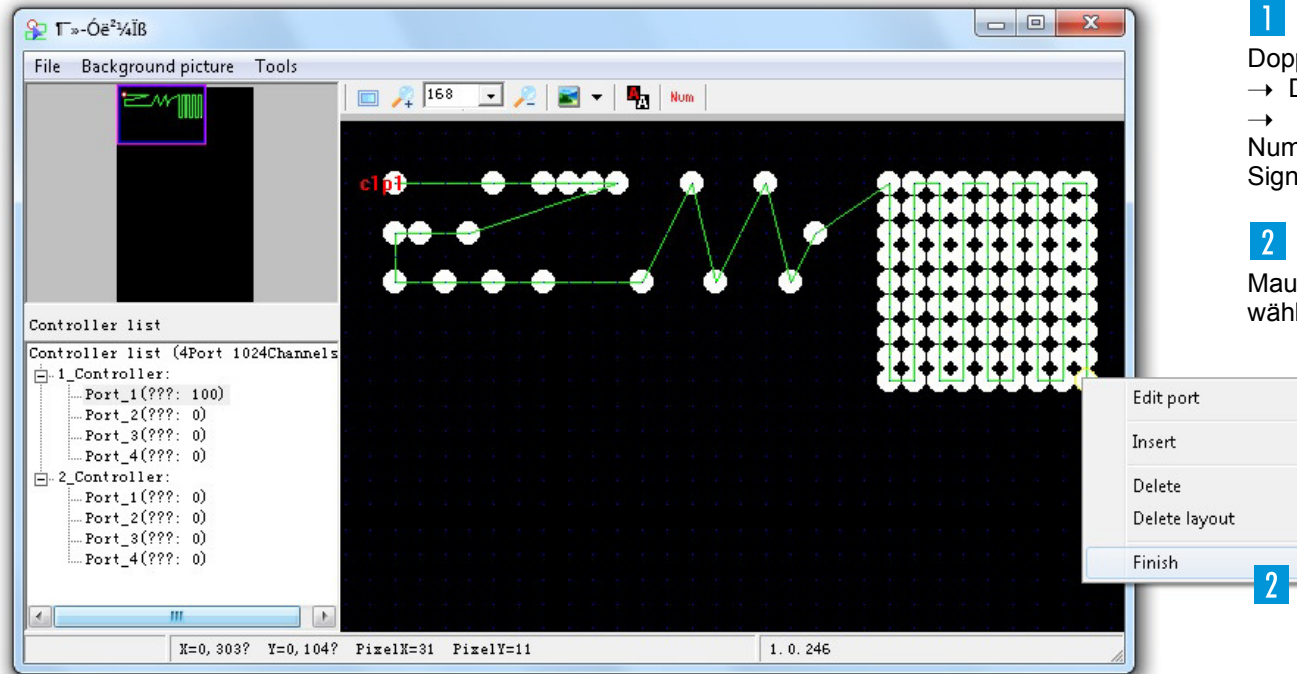 ¶¯»-Óë²¼Ïß
File Background picture Tools
168 Num
c1p1
Controller list
Controller list (4Port 1024Channels
1_Controller:
Port_1(???: 100)
Port_2(???: 0)
Port_3(???: 0)
Port_4(???: 0)
2_Controller:
Port_1(???: 0)
Port_2(???: 0)
Port_3(???: 0)
Port_4(???: 0)
X=0,303? Y=0,104? PixelX=31 PixelY=11
1.0.246
Edit port
Insert
Delete
Delete layout
Finish
2
1
Dopp
→ D
→
Num
Sign
2
Mau
wähl